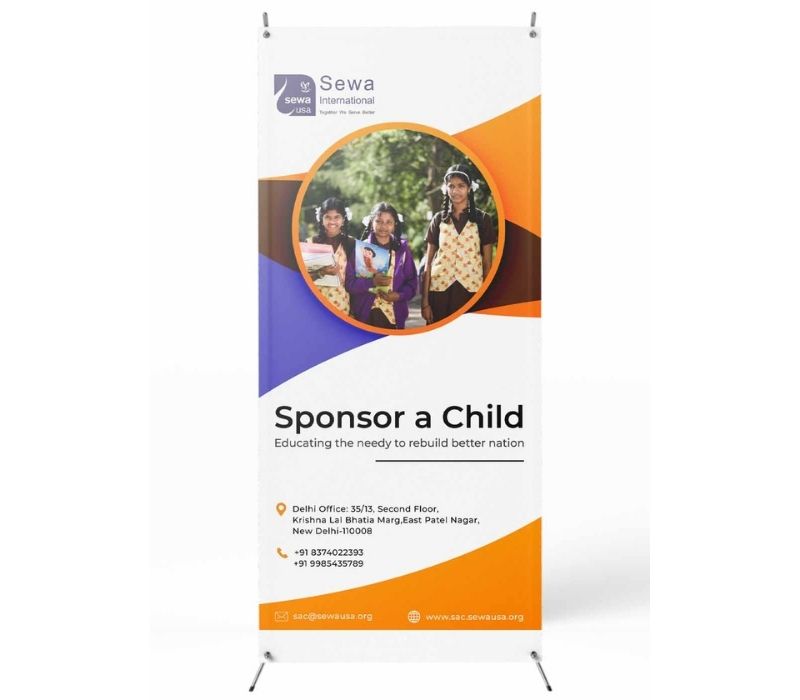 sewa
usa
Sewa
International
Together We Serve Better
Sponsor a Child
Educating the needy to rebuild better nation
Delhi Office: 35/13, Second Floor,
Krishna Lal Bhatia Marg,East Patel Nagar,
New Delhi-110008
+91 8374022393
+91 9985435789
sac@sewausa.org
www.sac.sewausa.org